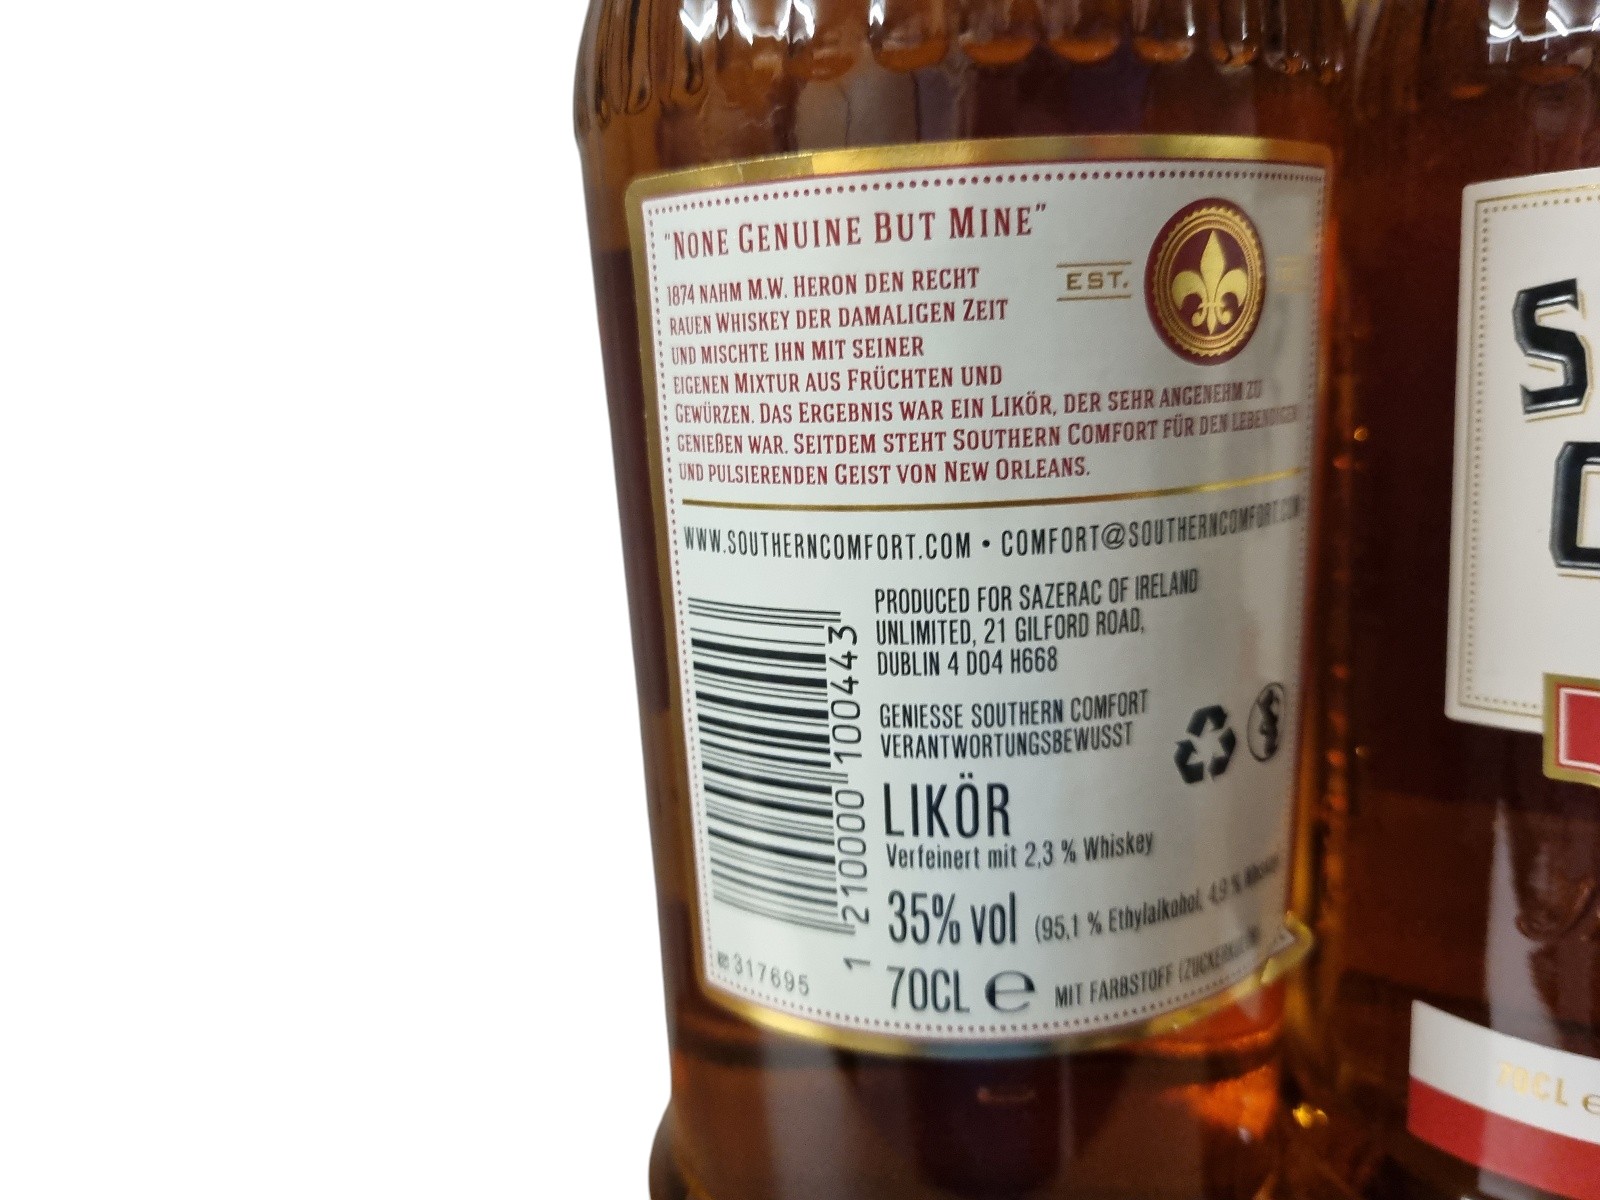 "NONE GENUINE BUT MINE"
EST.
1874 NAHM M.W. HERON DEN RECHT
RAUEN WHISKEY DER DAMALIGEN ZEIT
UND MISCHTE IHN MIT SEINER
EIGENEN MIXTUR AUS FRÜCHTEN UND
GEWÜRZEN. DAS ERGEBNIS WAR EIN LIKÖR, DER SEHR ANGENEHM ZU
GENIEßEN WAR. SEITDEM STEHT SOUTHERN COMFORT FÜR DEN LEBENDIGEN
UND PULSIERENDEN GEIST VON NEW ORLEANS.
WWW.SOUTHERNCOMFORT.COM • COMFORT@SOUTHERNCOMFORT.COM
PRODUCED FOR SAZERAC OF IRELAND
UNLIMITED, 21 GILFORD ROAD,
DUBLIN 4 D04 H668
GENIESSE SOUTHERN COMFORT
VERANTWORTUNGSBEWUSST
LIKÖR
Verfeinert mit 2,3 % Whiskey
35% vol (95,1 % Ethylalkohol, 4,9 %
70CL e MIT FARBSTOFF
1 210000 100443
317695
S
70CL e